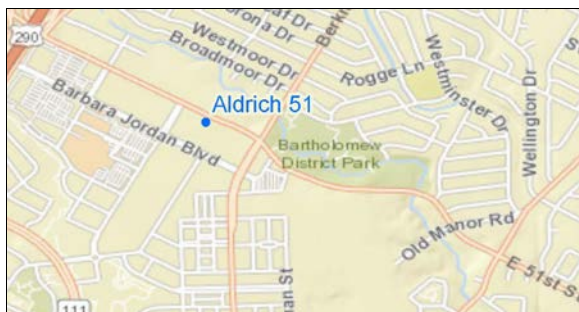 290
Westmoor Dr
Broadmoor Dr
Rogge Ln
Westminster Dr
Wellington Dr
Aldrich 51
Barbara Jordan Blvd
Bartholomew
District Park
Old Manor Rd
E 51st St
111